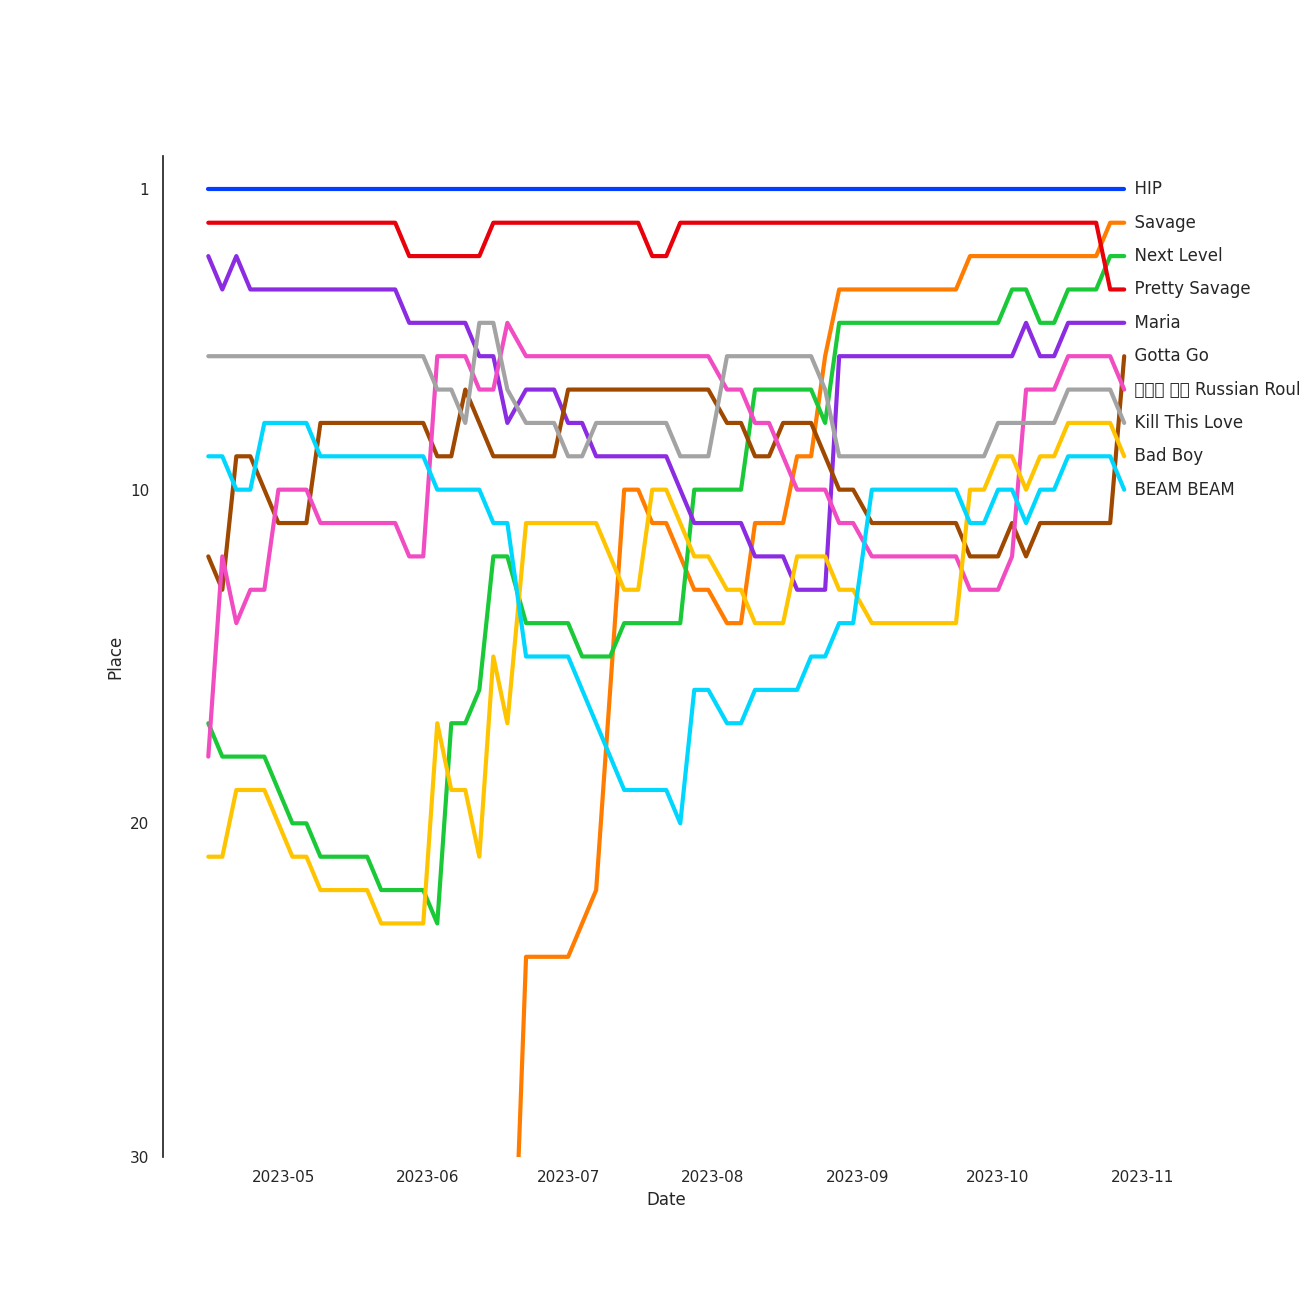 1
10
20
30
Place
HIP
Savage
Next Level
Pretty Savage
Maria
Gotta Go
Russian Roul
Kill This Love
Bad Boy
BEAM BEAM
2023-05
2023-06
2023-07
2023-08
2023-09
2023-10
2023-11
Date